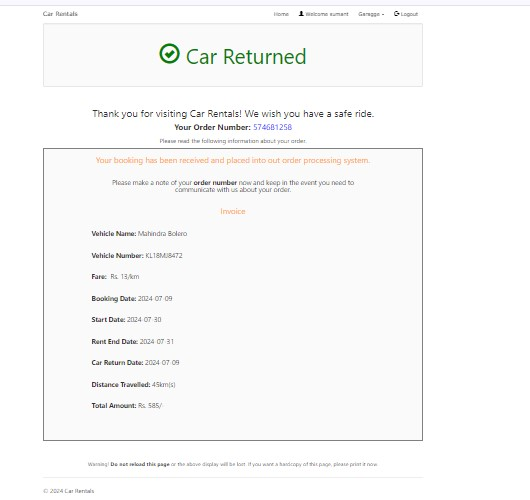 Car Rentals Home Welcome sumant Garagge Logout
Car Returned
Thank you for visiting Car Rentals! We wish you have a safe ride.
Your Order Number: 574681258
Please read the following information about your order.
Your booking has been received and placed into out order processing system.
Please make a note of your order number now and keep in the event you need to
communicate with us about your order.
Invoice
Vehicle Name: Mahindra Bolero
Vehicle Number: KL18MJ8472
Fare: Rs. 13/km
Booking Date: 2024-07-09
Start Date: 2024-07-30
Rent End Date: 2024-07-31
Car Return Date: 2024-07-09
Distance Travelled: 45km(s)
Total Amount: Rs. 585/-
Warning! Do not reload this page or the above display will be lost. If you want a hardcopy of this page, please print it now.
© 2024 Car Rentals